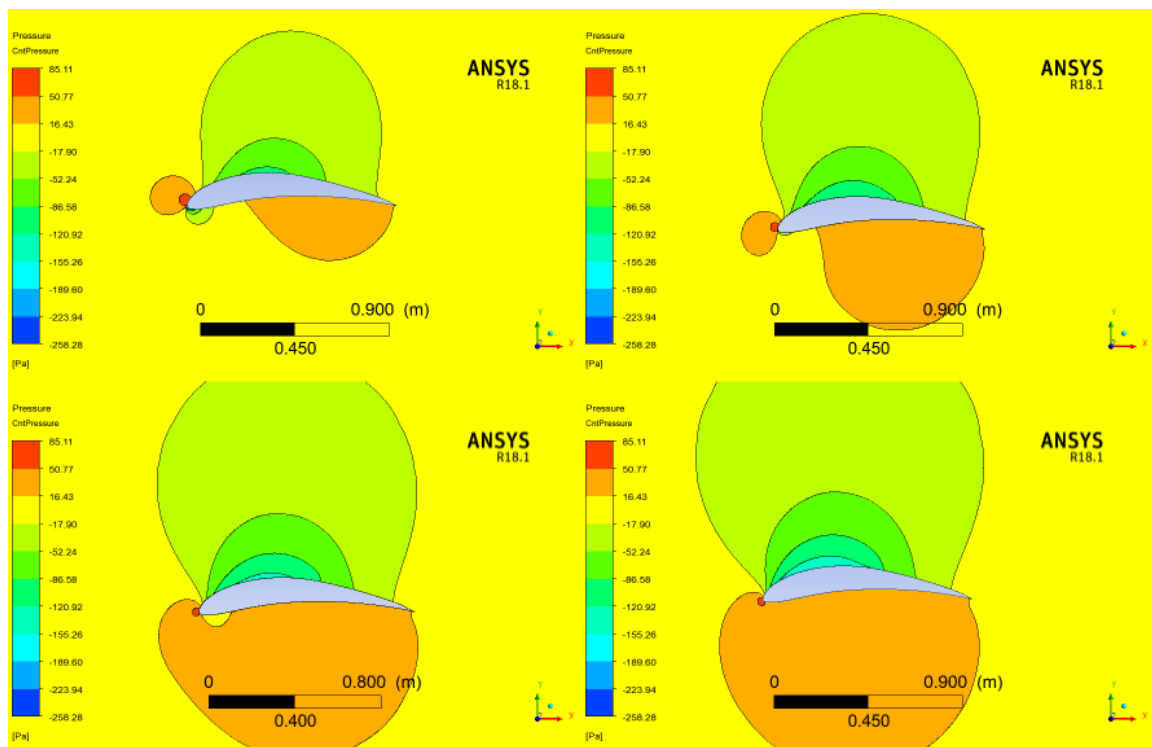 Pressure
CntPressure
85.11
50.77
16.43
-17.90
-52.24
-86.58
-120.92
-155.26
-189.60
-223.94
-258.28
[Pa]
ANSYS
R18.1
0 0.900 (m)
0.450
Y
Z X
Pressure
CntPressure
85.11
50.77
16.43
-17.90
-52.24
-86.58
-120.92
-155.26
-189.60
-223.94
-258.28
[Pa]
ANSYS
R18.1
0 0.900 (m)
0.450
Y
Z X
Pressure
CntPressure
85.11
50.77
16.43
-17.90
-52.24
-86.58
-120.92
-155.26
-189.60
-223.94
-258.28
[Pa]
ANSYS
R18.1
0 0.800 (m)
0.400
Y
Z X
Pressure
CntPressure
85.11
50.77
16.43
-17.90
-52.24
-86.58
-120.92
-155.26
-189.60
-223.94
-258.28
[Pa]
ANSYS
R18.1
0 0.900 (m)
0.450
Y
Z X